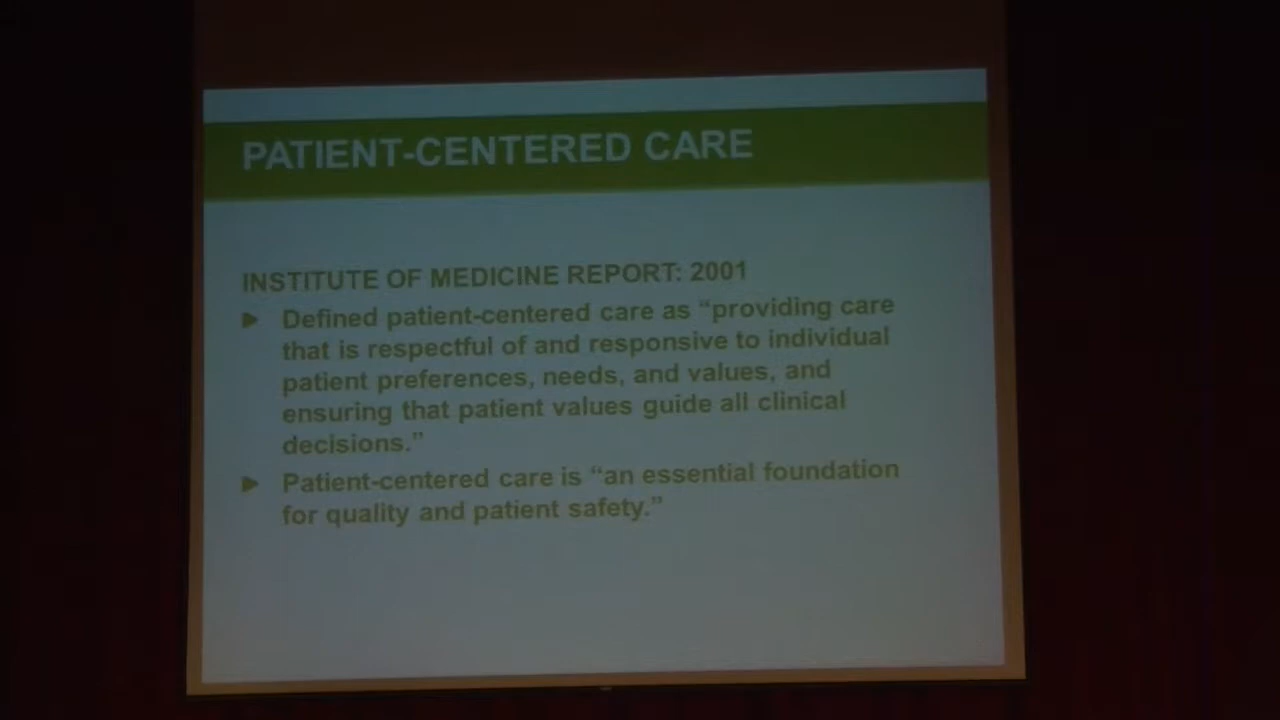 PATIENT-CENTERED CARE
INSTITUTE OF MEDICINE REPORT: 2001
Defined patient-centered care as “providing care
that is respectful of and responsive to individual
patient preferences, needs, and values, and
ensuring that patient values guide all clinical
decisions.”
Patient-centered care is “an essential foundation
for quality and patient safety.”